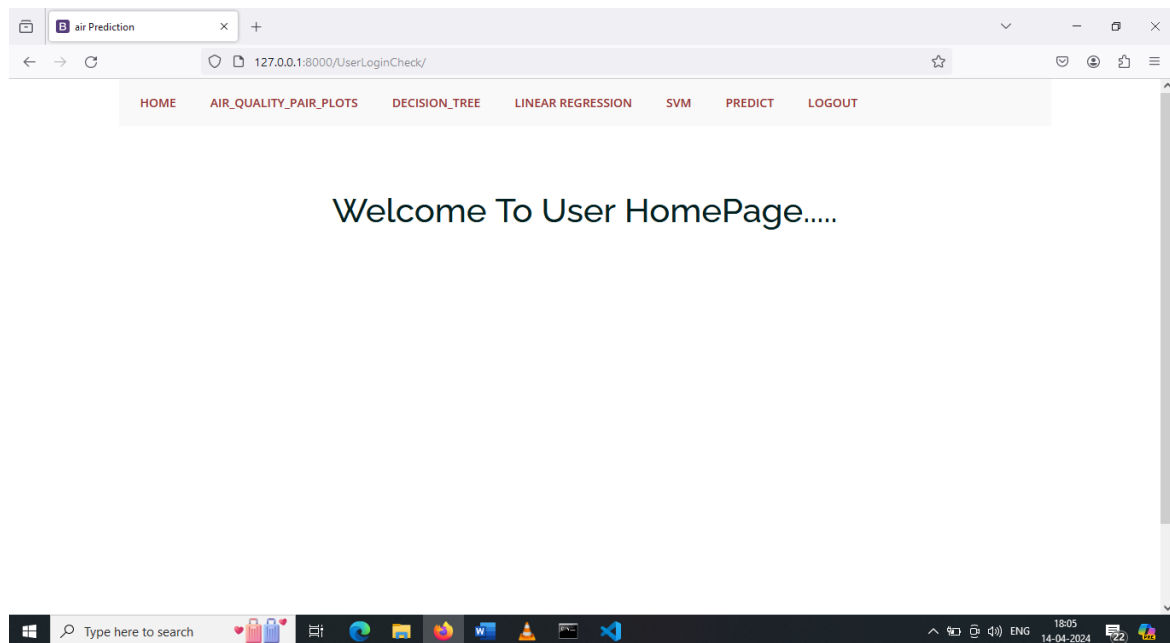 B air Prediction
127.0.0.1:8000/UserLoginCheck/
HOME AIR_QUALITY_PAIR_PLOTS DECISION_TREE LINEAR REGRESSION SVM PREDICT LOGOUT
Welcome To User HomePage.....
Type here to search
ENG
18:05
14-04-2024
22